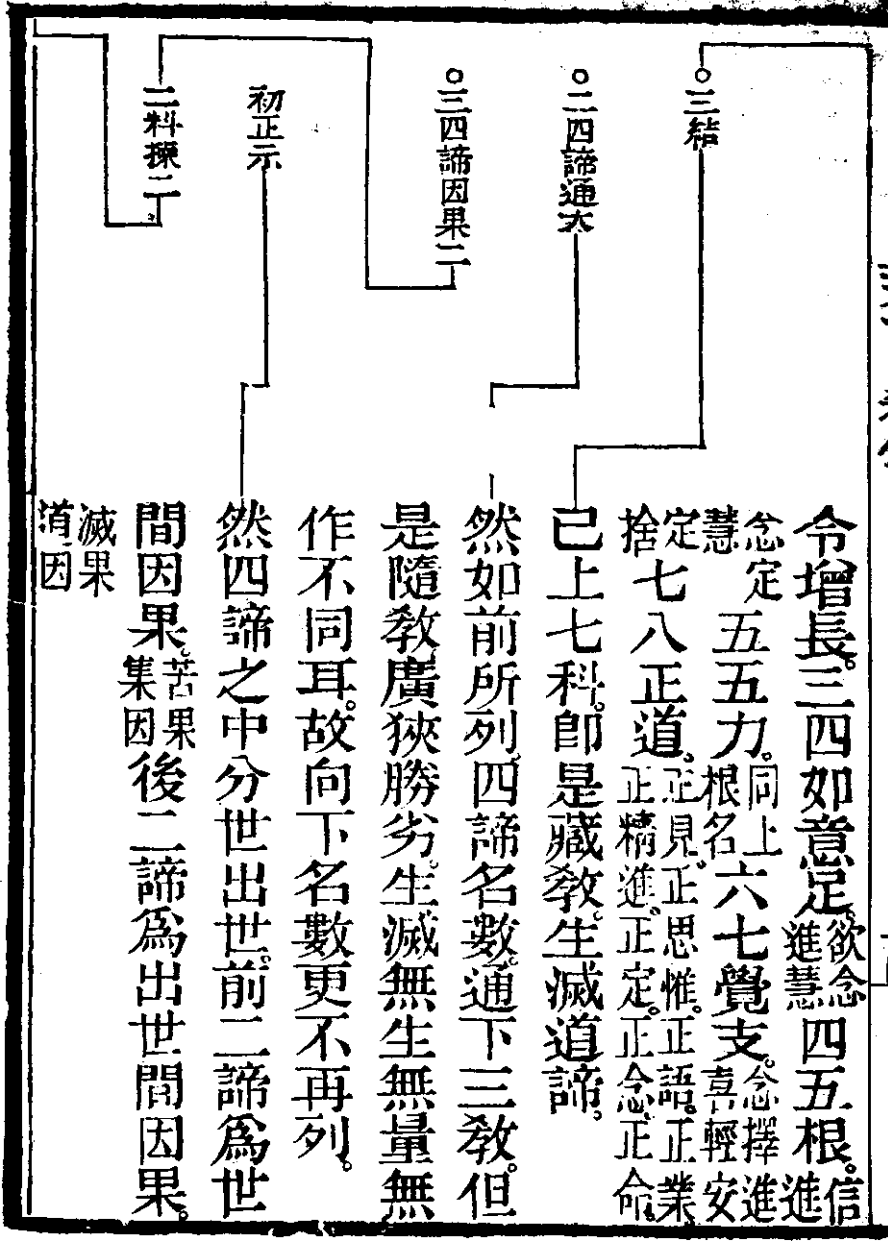 ○三結
○二四諦通大
○三四諦因果二
初正示
二料揀二
令增長。三四如意足。欲念進慧四五根。信進
念定慧五五力。同上根名六七覺支。念擇進喜輕安
定捨七八正道。正見。正思惟。正語。正業正精進。正定。正念。正命。
已上七科。即是藏教。生滅道諦。
然如前所列。四諦名數。通下三教。但
是隨教。廣狹勝劣。生滅無生無量無
作不同耳。故向下名數更不再列。
然四諦之中分世出世。前二諦為世
間因果。苦果集因後二諦為出世間因果。
滅果道因